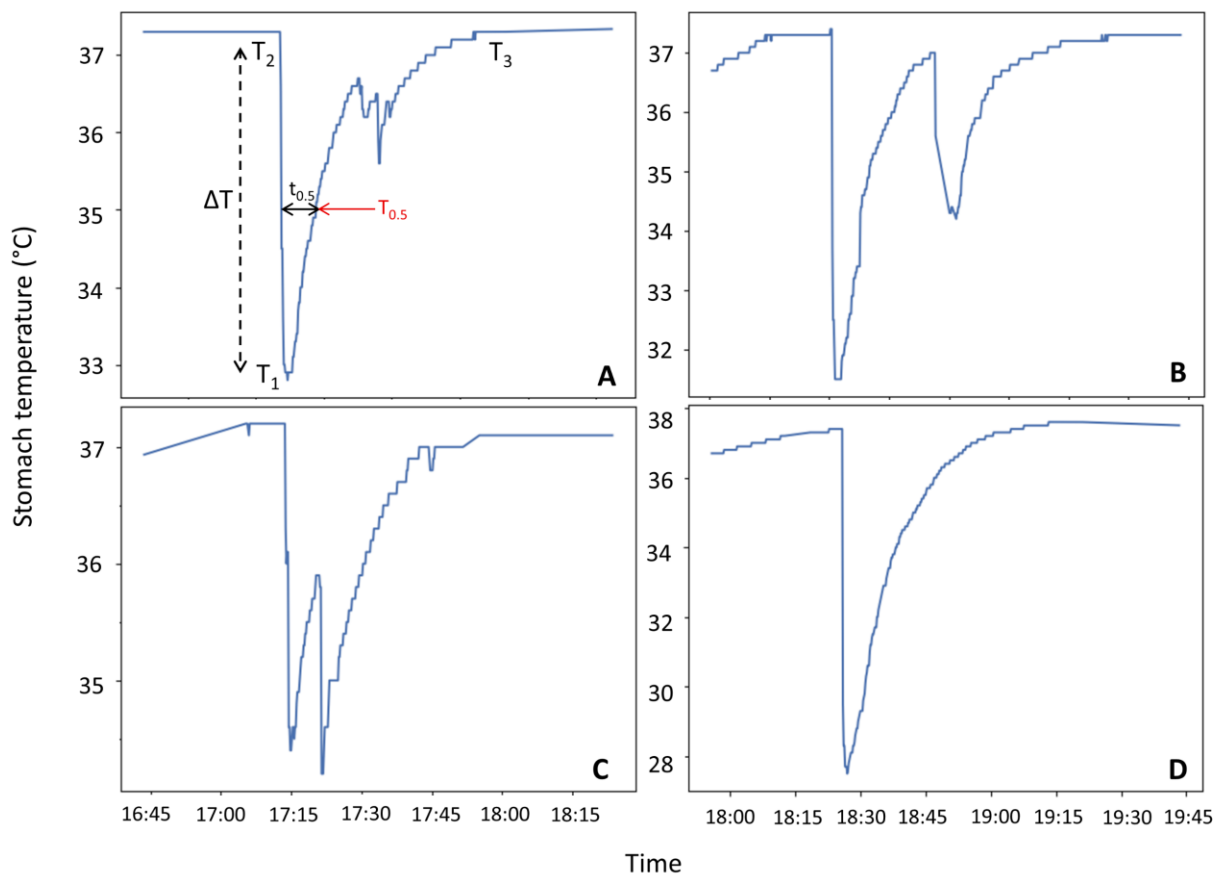 Stomach temperature (°C)
37
36
35
34
33
T₂
T₃
ΔT
t₀.₅
T₀.₅
T₁
A
37
36
35
34
33
32
B
37
36
35
C
16:45 17:00 17:15 17:30 17:45 18:00 18:15
38
36
34
32
30
28
D
18:00 18:15 18:30 18:45 19:00 19:15 19:30 19:45
Time